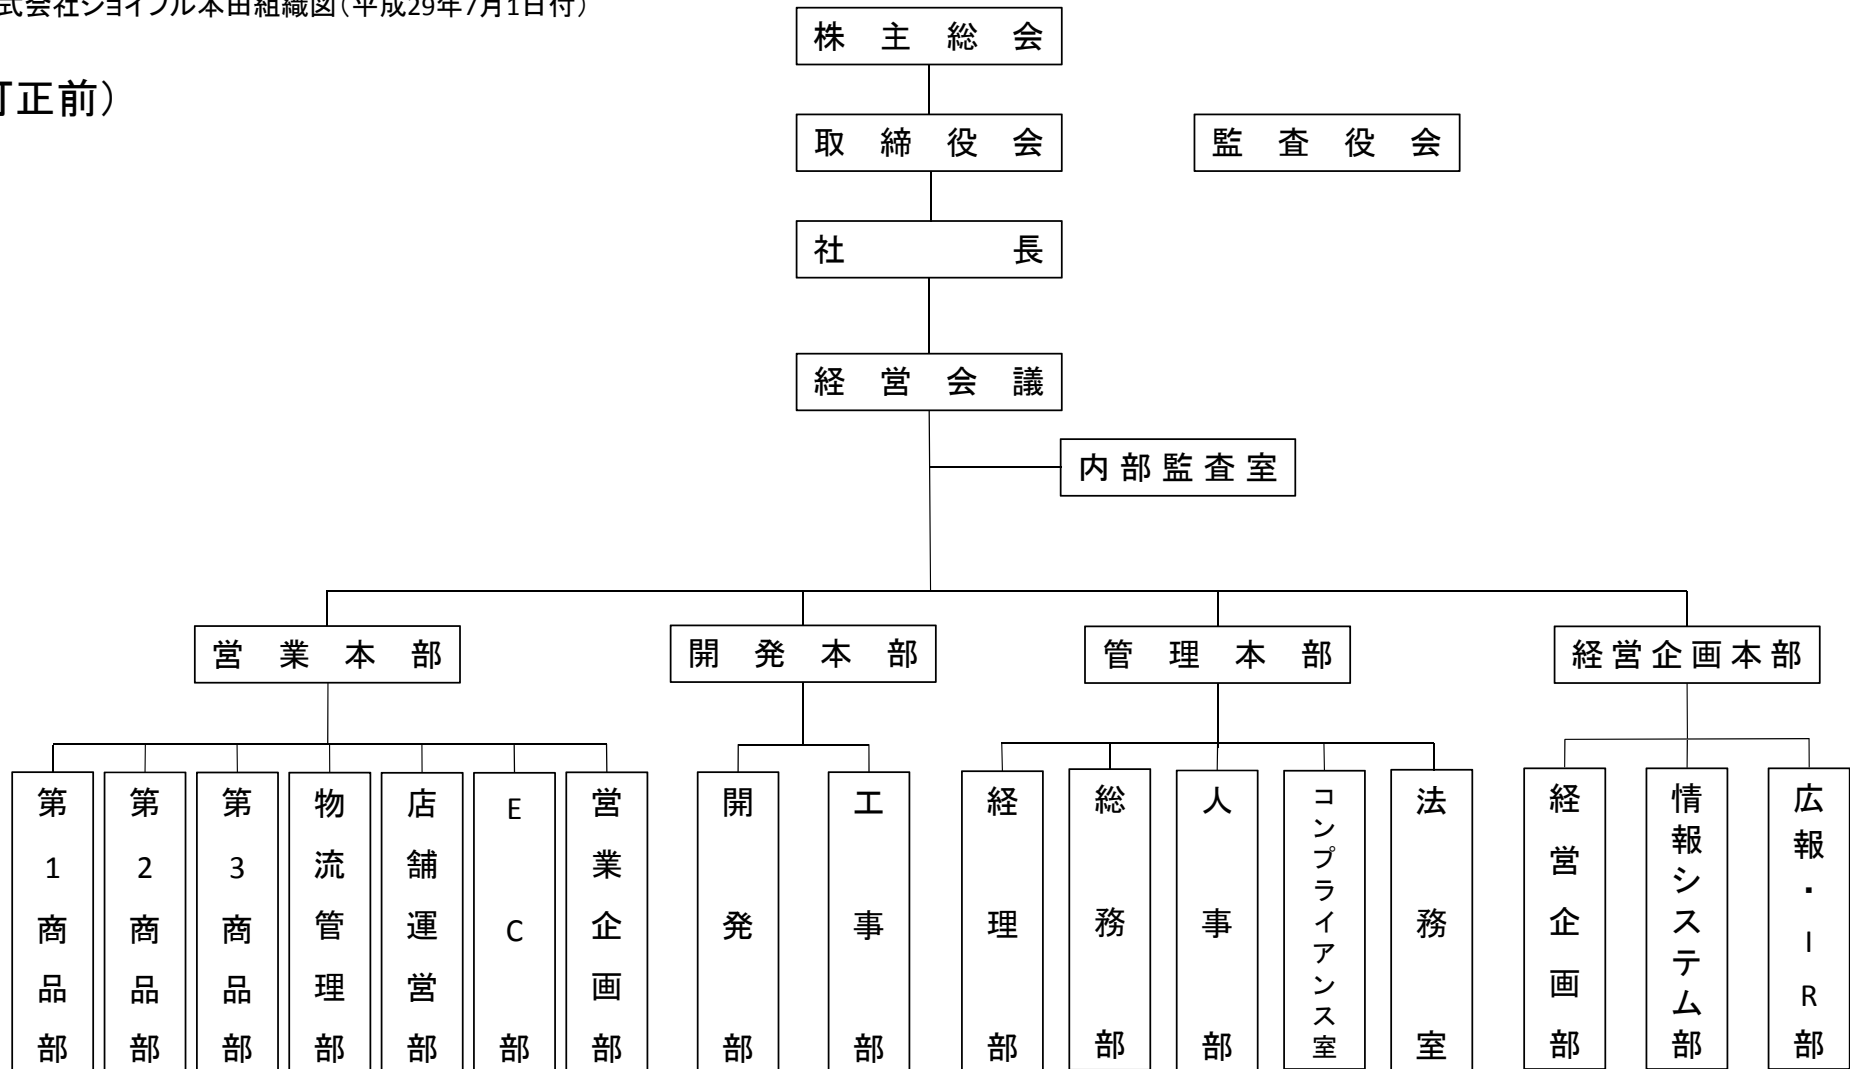 式会社ジョイフル本田組織図（平成29年7月1日付）
正前）
株主総会
取締役会
監査役会
社長
経営会議
内部監査室
営業本部
開発本部
管理本部
経営企画本部
第1商品部
第2商品部
第3商品部
物流管理部
店舗運営部
EC部
営業企画部
開発部
工事部
経理部
総務部
人事部
コンプライアンス室
法務室
経営企画部
情報システム部
広報・IR部